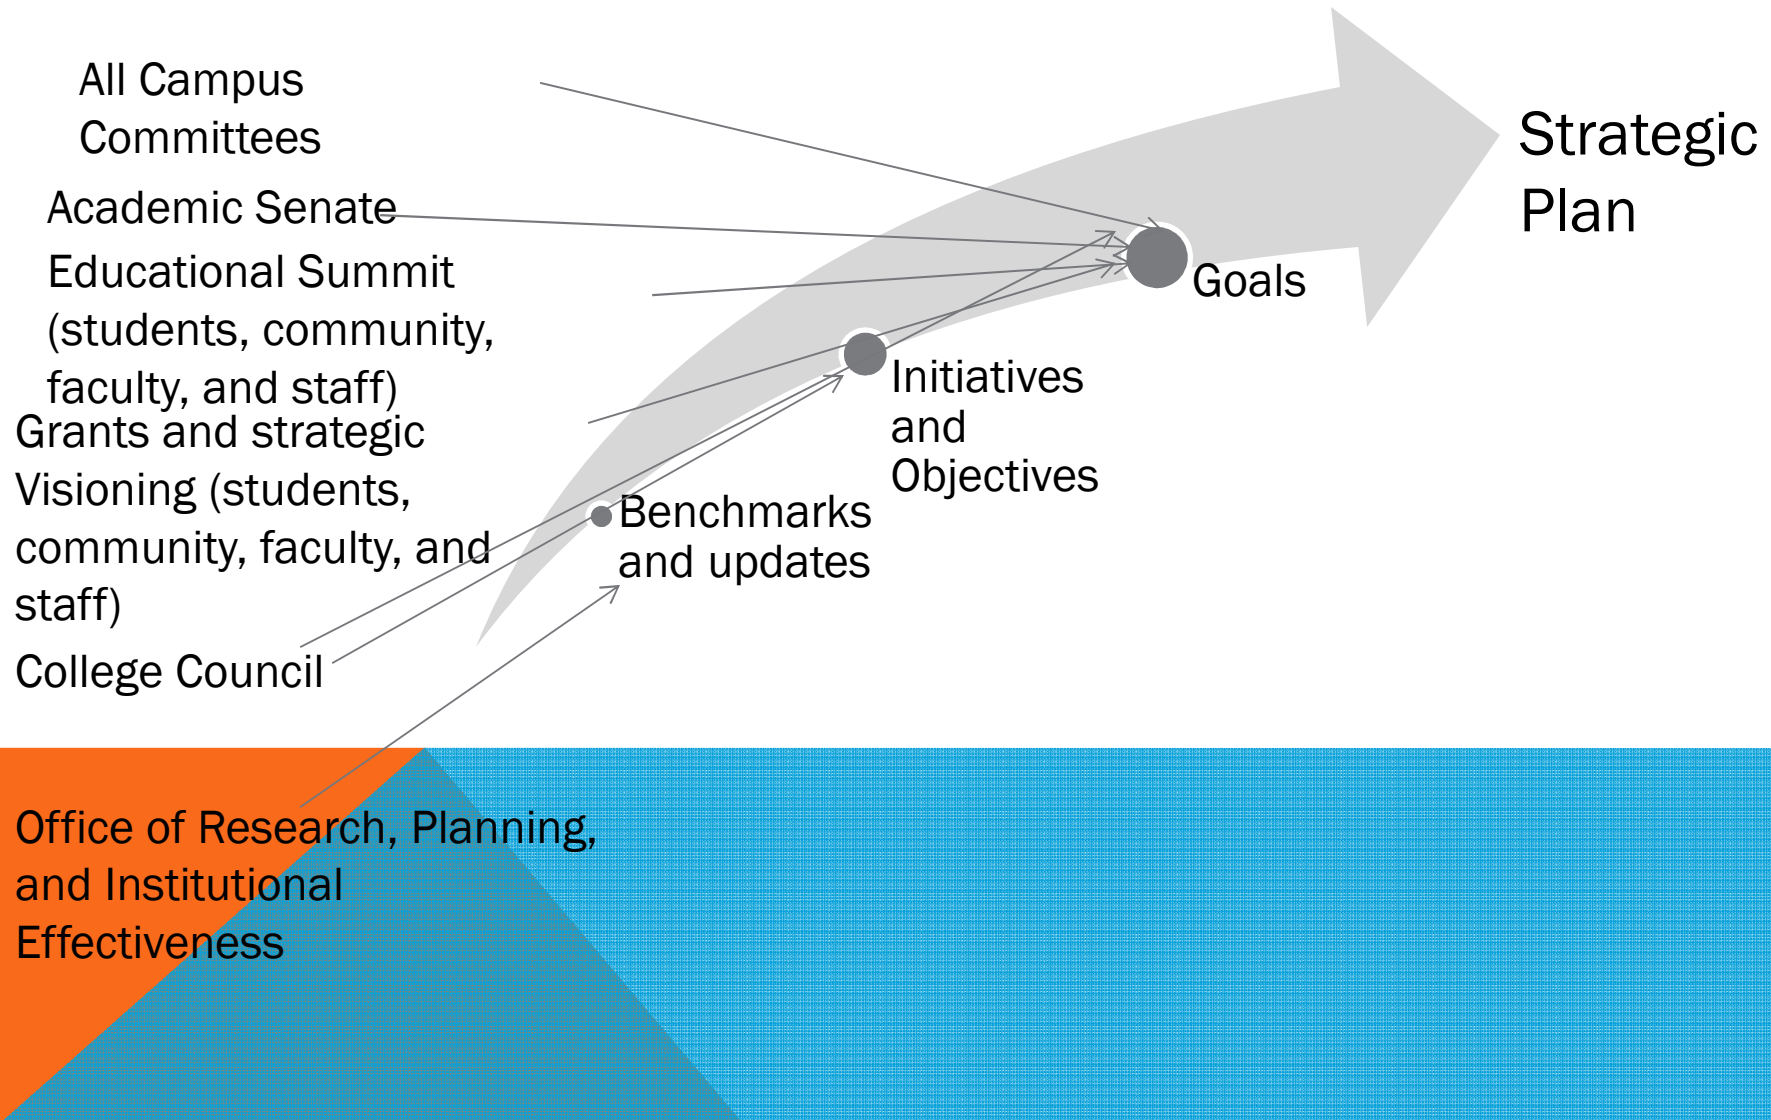 All Campus
Committees
Academic Senate
Educational Summit
(students, community,
faculty, and staff)
Grants and strategic
Visioning (students,
community, faculty, and
staff)
College Council
Office of Research, Planning,
and Institutional
Effectiveness
Benchmarks
and updates
Initiatives
and
Objectives
Goals
Strategic
Plan